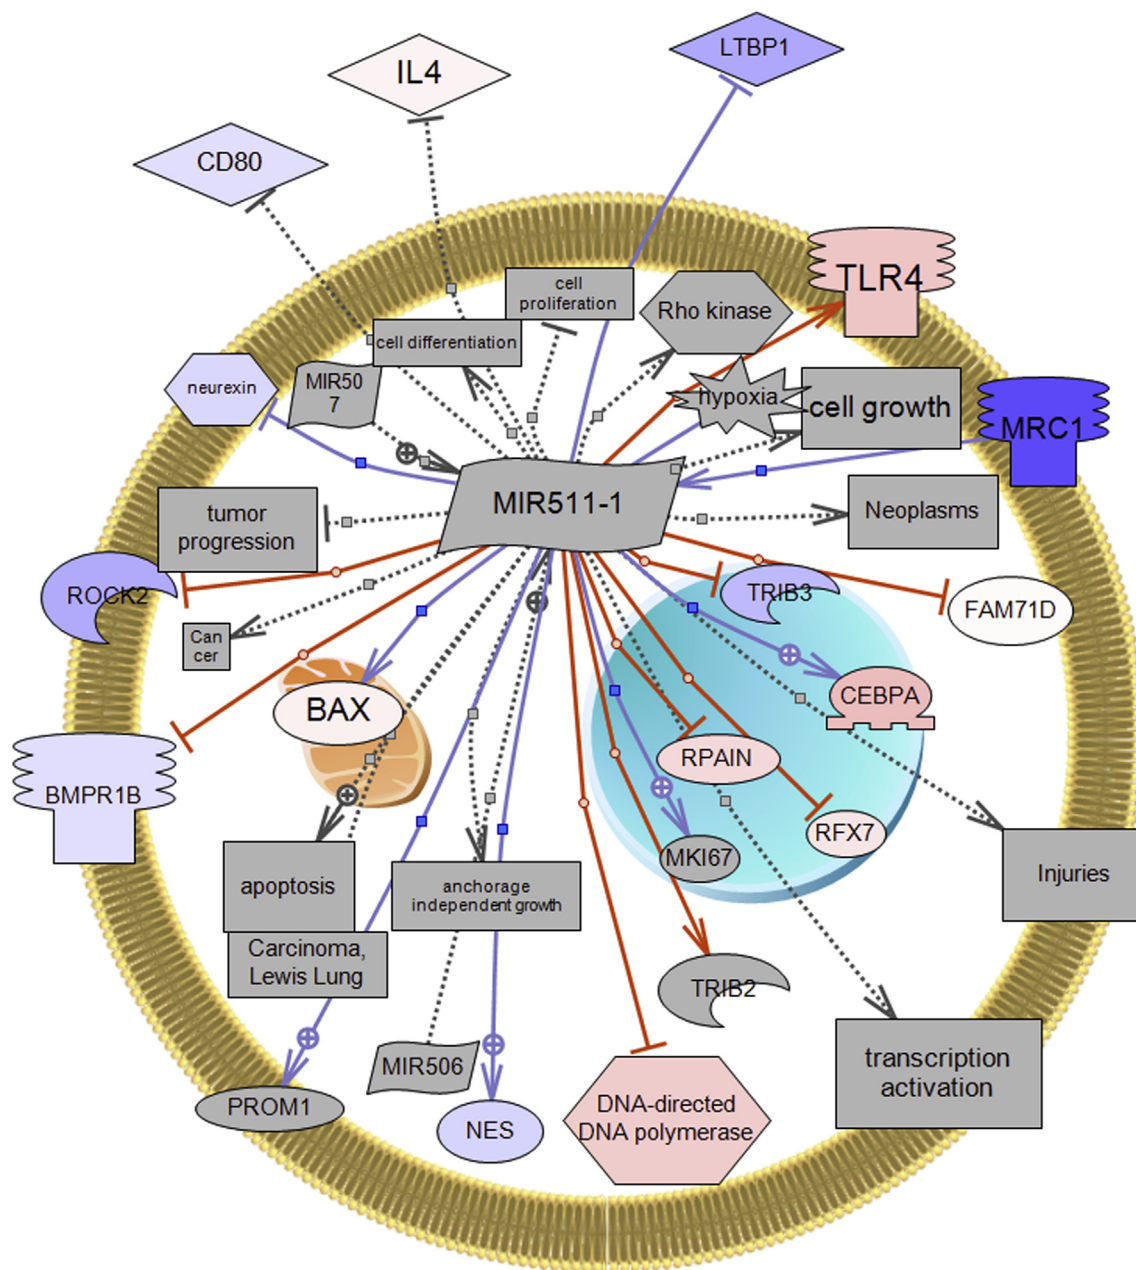 LTBP1
IL4
CD80
TLR4
cell
proliferation
Rho kinase
cell differentiation
neurexin
MIR50
7
hypoxia
cell growth
MRC1
MIR511-1
Neoplasms
tumor
progression
ROCK2
TRIB3
FAM71D
Can
cer
CEBPA
BAX
RPAIN
BMPR1B
RFX7
MKI67
apoptosis
anchorage
independent growth
Injuries
Carcinoma,
Lewis Lung
TRIB2
MIR506
transcription
activation
PROM1
NES
DNA-directed
DNA polymerase